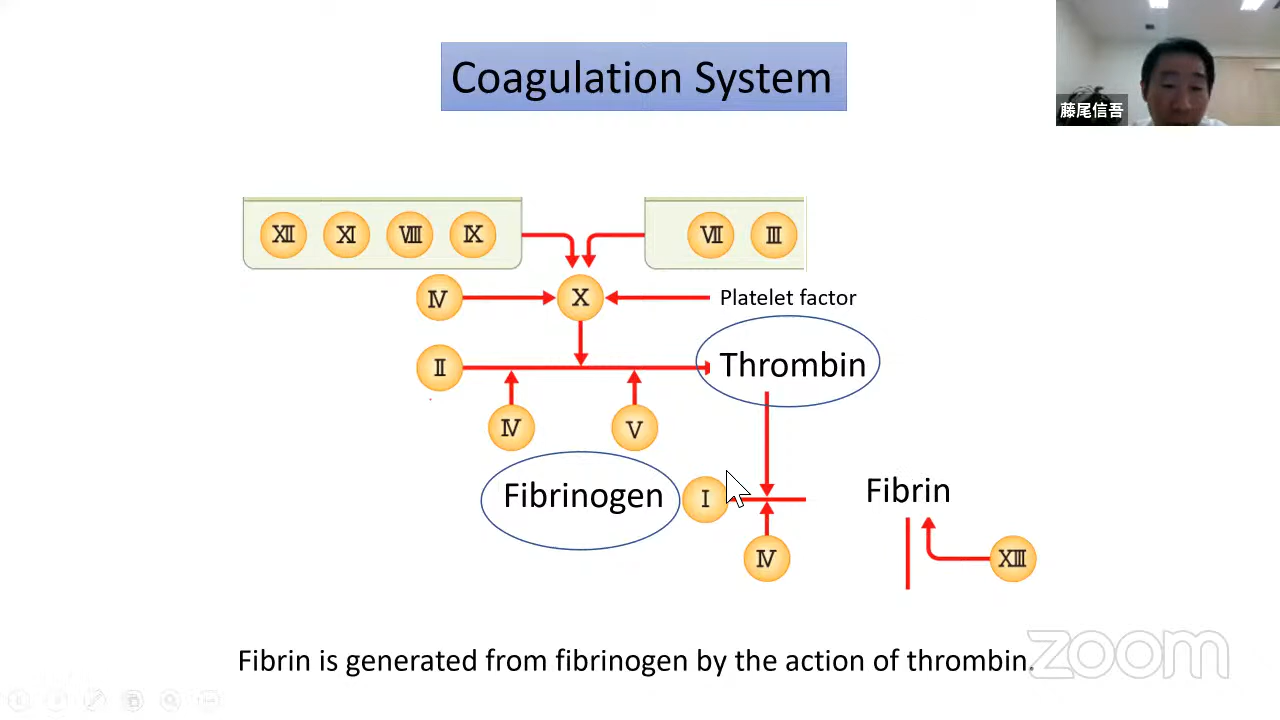 Coagulation System
藤尾信吾
Ⅻ Ⅺ Ⅷ Ⅸ
Ⅶ Ⅲ
Ⅳ Ⅹ Platelet factor
Ⅱ Thrombin
Ⅳ Ⅴ
Fibrinogen Ⅰ Fibrin
Ⅳ XIII
Fibrin is generated from fibrinogen by the action of thrombin.
zoom